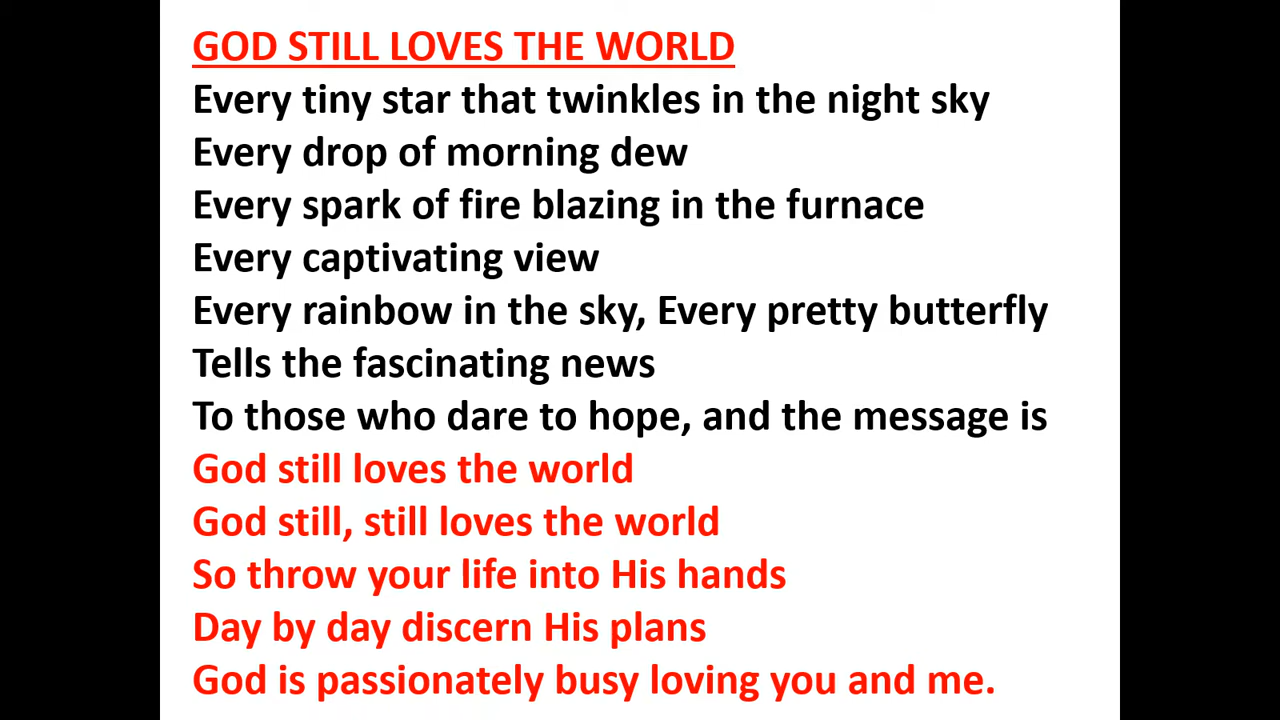 GOD STILL LOVES THE WORLD
Every tiny star that twinkles in the night sky
Every drop of morning dew
Every spark of fire blazing in the furnace
Every captivating view
Every rainbow in the sky, Every pretty butterfly
Tells the fascinating news
To those who dare to hope, and the message is
God still loves the world
God still, still loves the world
So throw your life into His hands
Day by day discern His plans
God is passionately busy loving you and me.